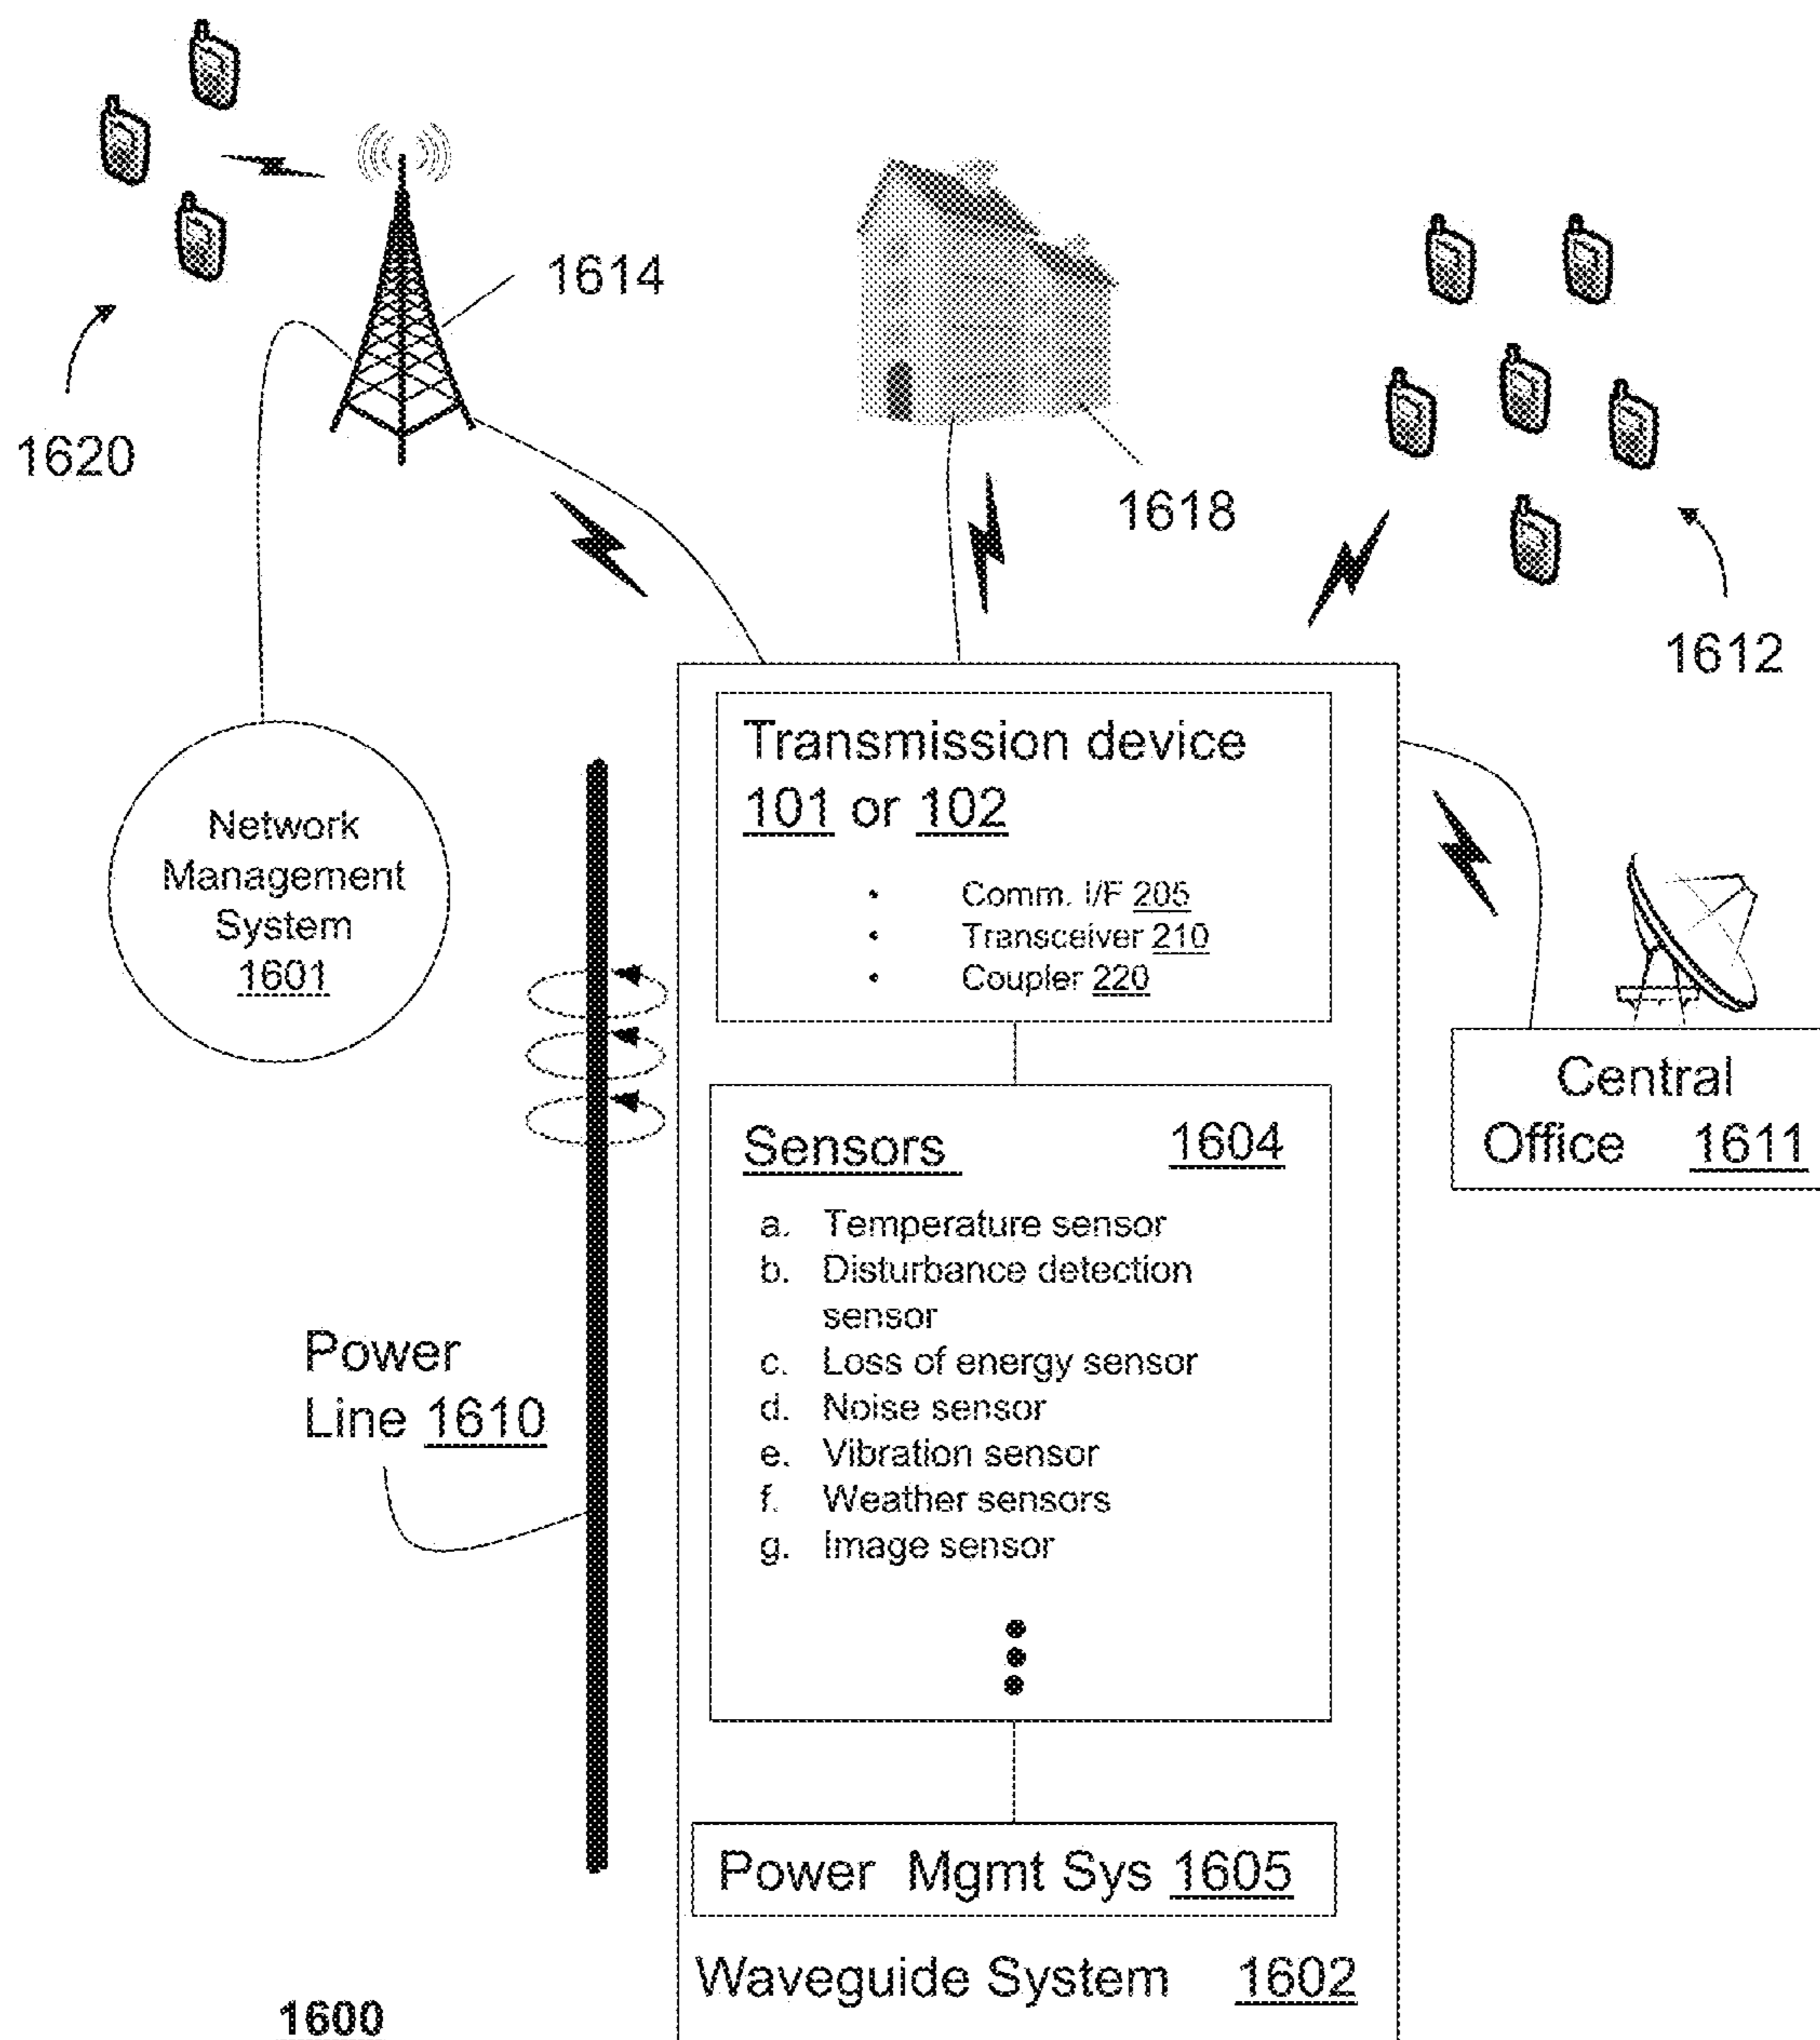 1614
1620
1618
1612
Network
Management
System
1601
Transmission device
101 or 102
• Comm. I/F 205
• Transceiver 210
• Coupler 220
Central
Office 1611
Sensors 1604
a. Temperature sensor
b. Disturbance detection
sensor
c. Loss of energy sensor
d. Noise sensor
e. Vibration sensor
f. Weather sensors
g. Image sensor
Power
Line 1610
Power Mgmt Sys 1605
Waveguide System 1602
1600